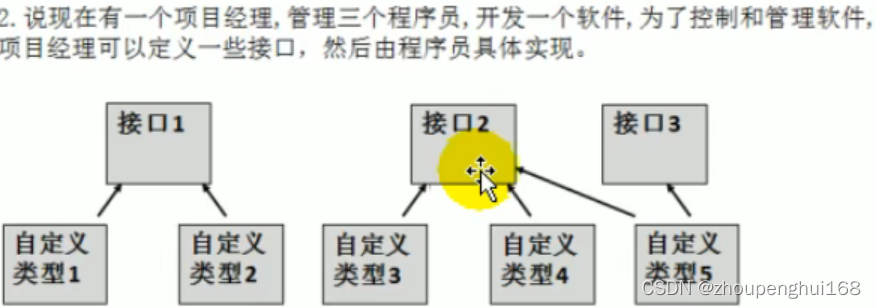 2.说现在有一个项目经理,管理三个程序员,开发一个软件,为了控制和管理软件,
项目经理可以定义一些接口，然后由程序员具体实现。
接口1
接口2
接口3
自定义
类型1
自定义
类型2
自定义
类型3
自定义
类型4
自定义
类型5
CSDN @zhoupenghui168